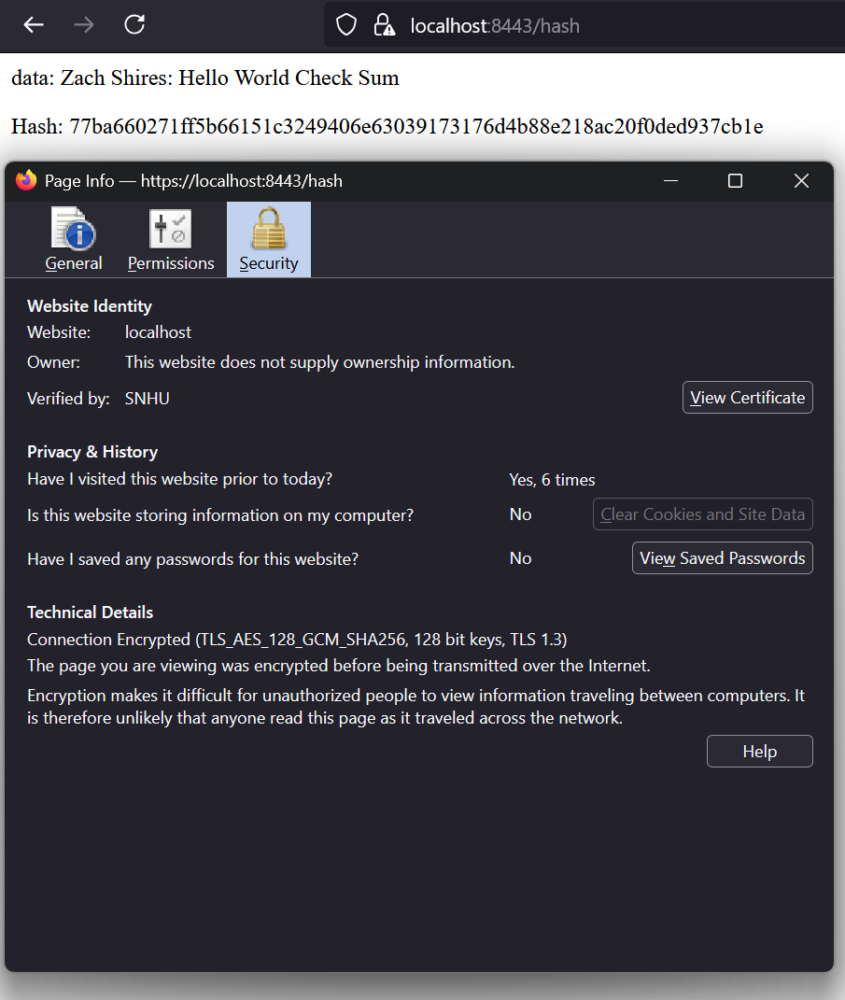 localhost:8443/hash
data: Zach Shires: Hello World Check Sum
Hash: 77ba660271ff5b66151c3249406e63039173176d4b88e218ac20f0ded937cb1e
Page Info — https://localhost:8443/hash
General Permissions Security
Website Identity
Website: localhost
Owner: This website does not supply ownership information.
Verified by: SNHU View Certificate
Privacy & History
Have I visited this website prior to today? Yes, 6 times
Is this website storing information on my computer? No Clear Cookies and Site Data
Have I saved any passwords for this website? No View Saved Passwords
Technical Details
Connection Encrypted (TLS_AES_128_GCM_SHA256, 128 bit keys, TLS 1.3)
The page you are viewing was encrypted before being transmitted over the Internet.
Encryption makes it difficult for unauthorized people to view information traveling between computers. It
is therefore unlikely that anyone read this page as it traveled across the network.
Help